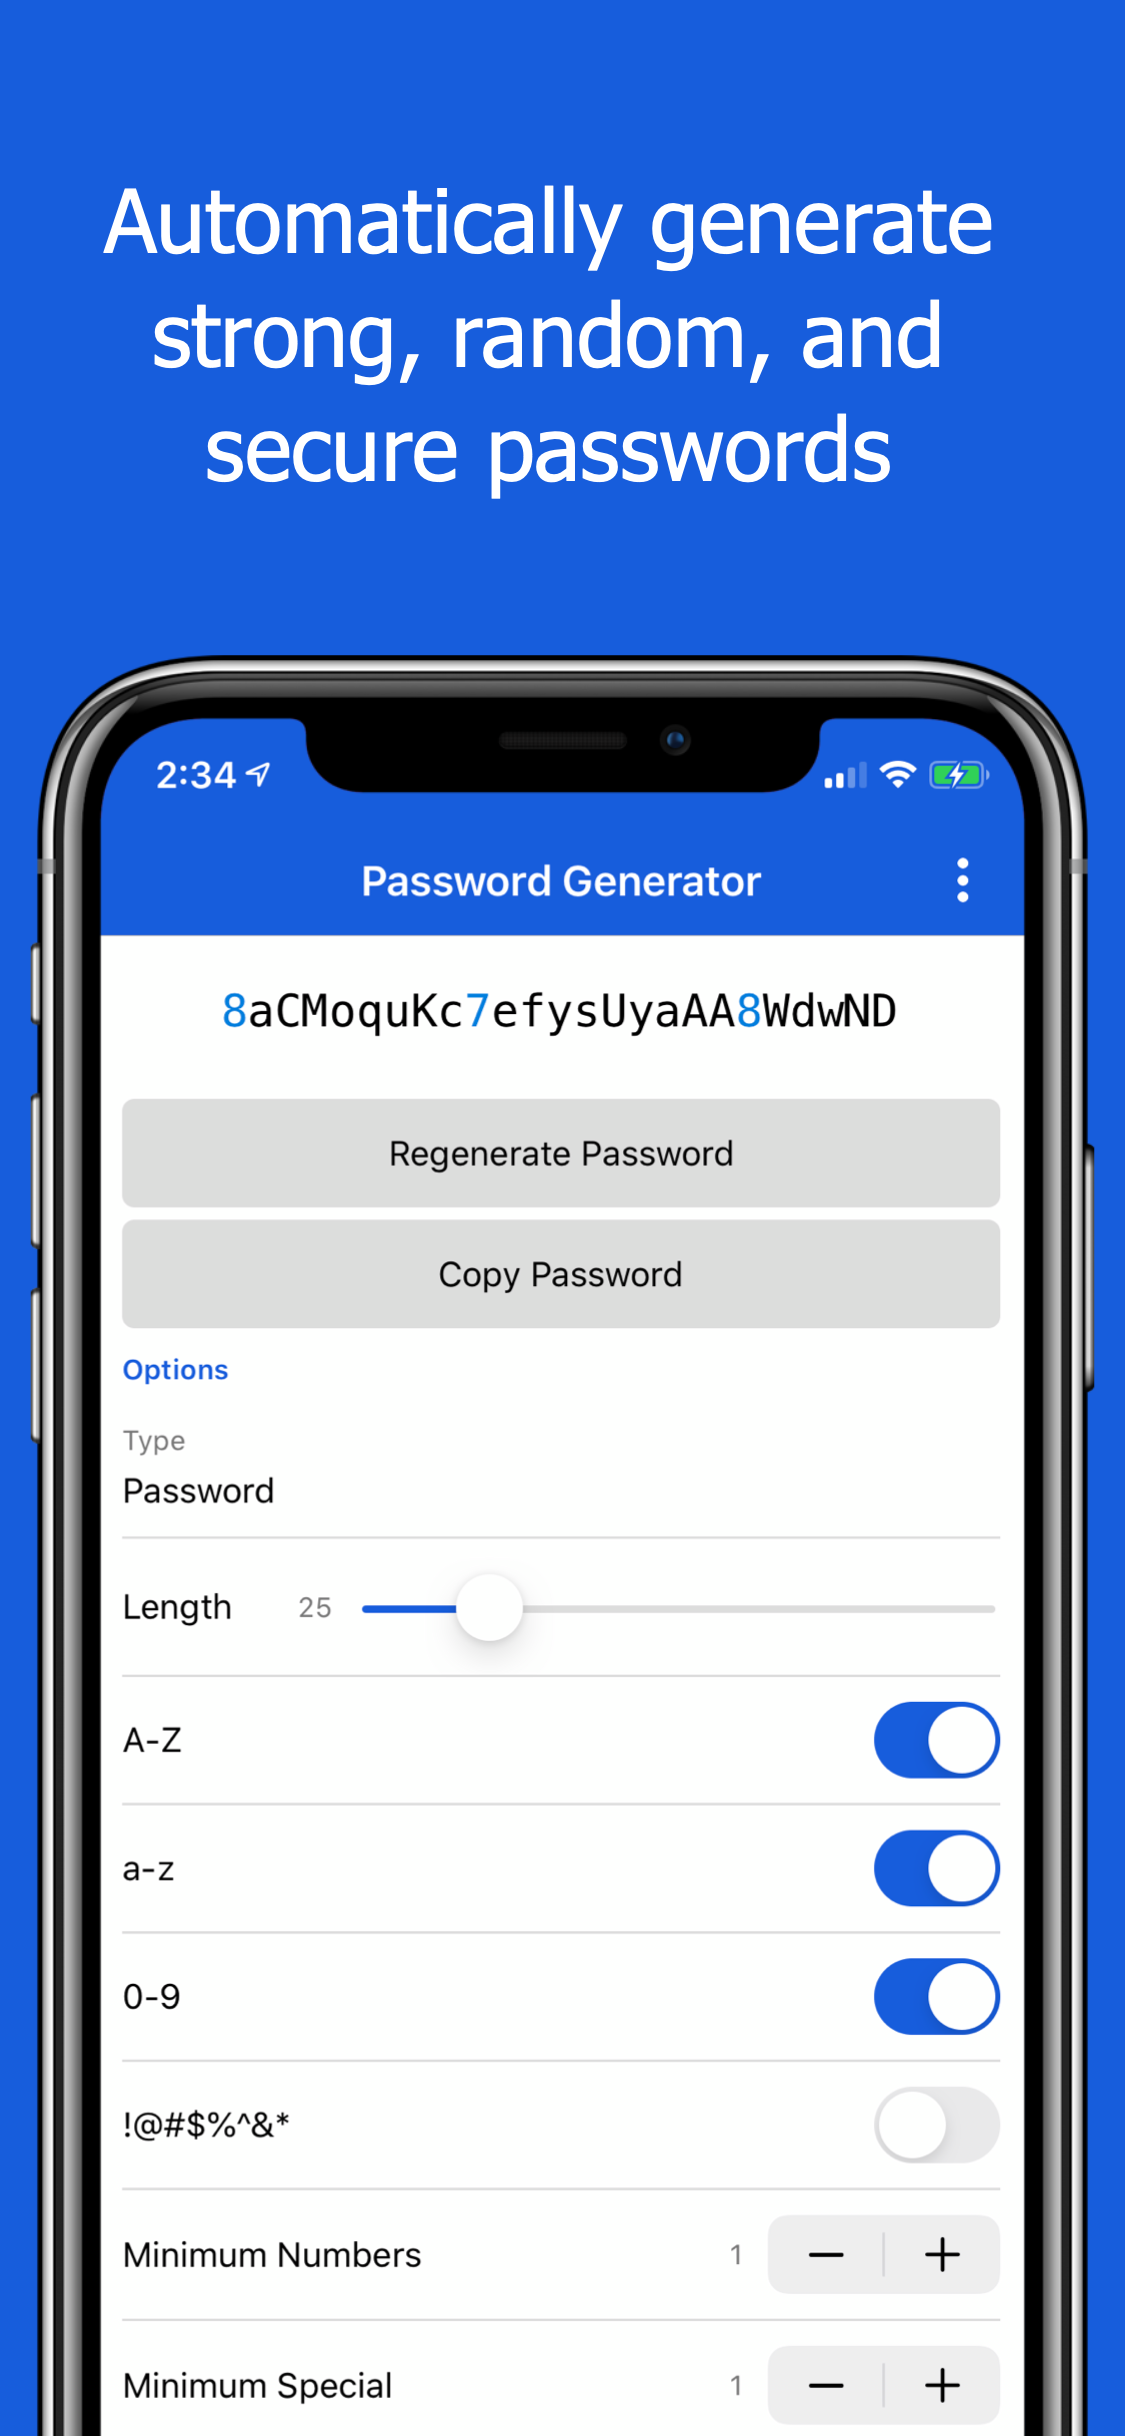 Automatically generate
strong, random, and
secure passwords
2:34
Password Generator
8aCMoquKc7efysUyaAA8WdwND
Regenerate Password
Copy Password
Options
Type
Password
Length 25
A-Z
a-z
0-9
!@#$%^&*
Minimum Numbers 1 − +
Minimum Special 1 − +